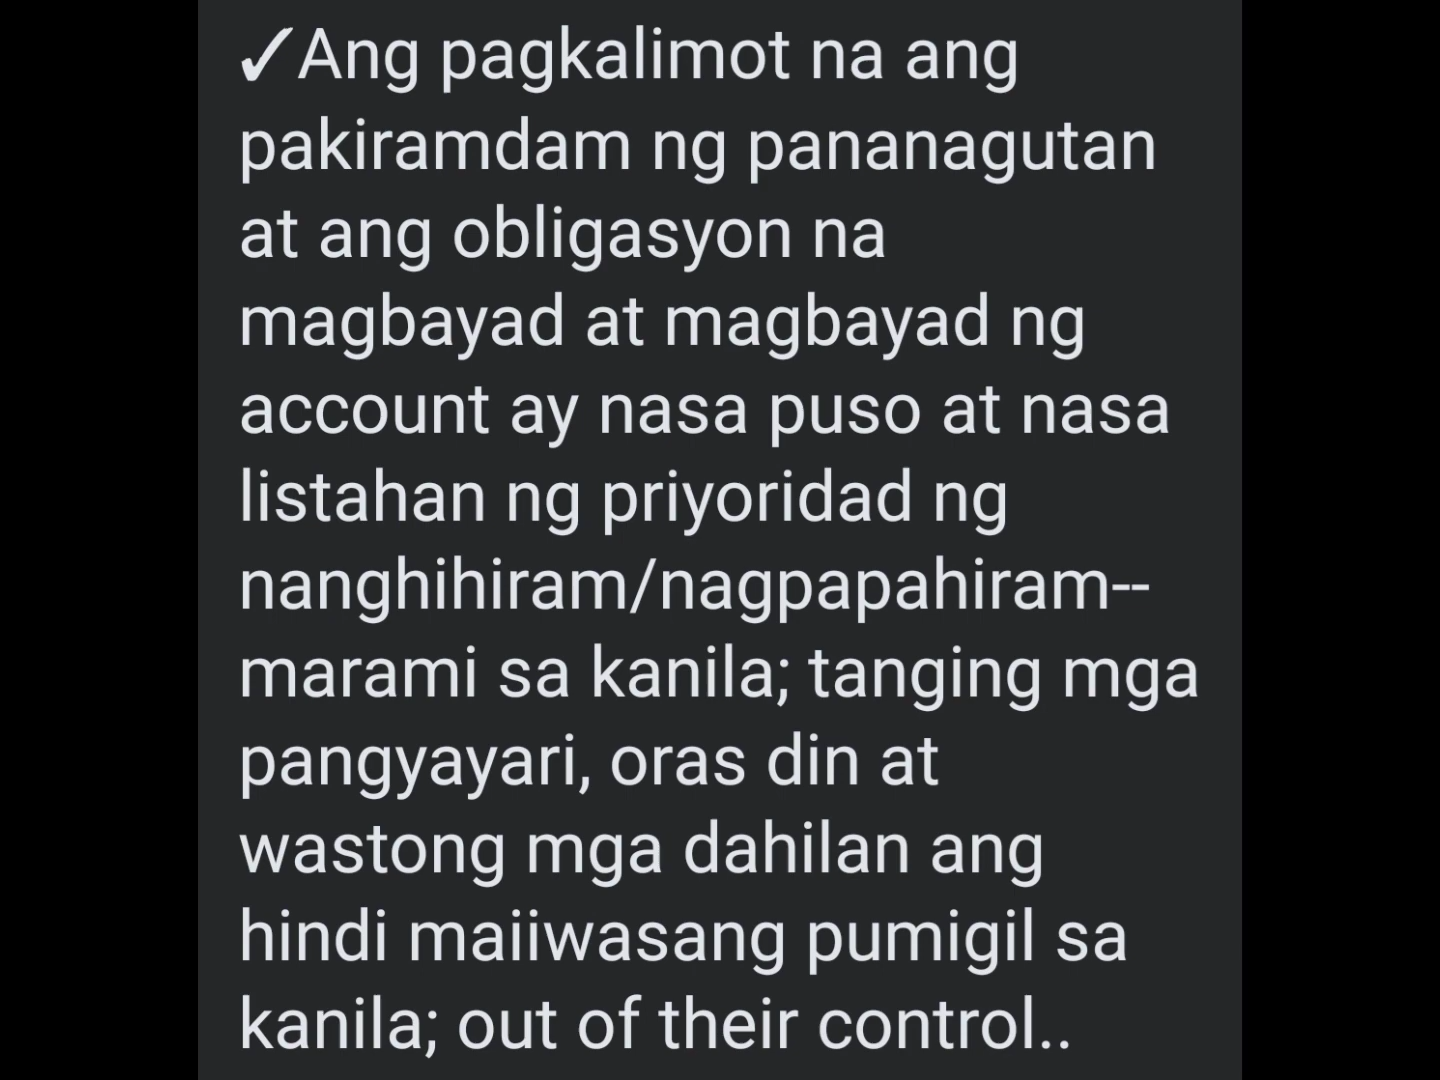 ✓Ang pagkalimot na ang
pakiramdam ng pananagutan
at ang obligasyon na
magbayad at magbayad ng
account ay nasa puso at nasa
listahan ng priyoridad ng
nanghihiram/nagpapahiram--
marami sa kanila; tanging mga
pangyayari, oras din at
wastong mga dahilan ang
hindi maiiwasang pumigil sa
kanila; out of their control..